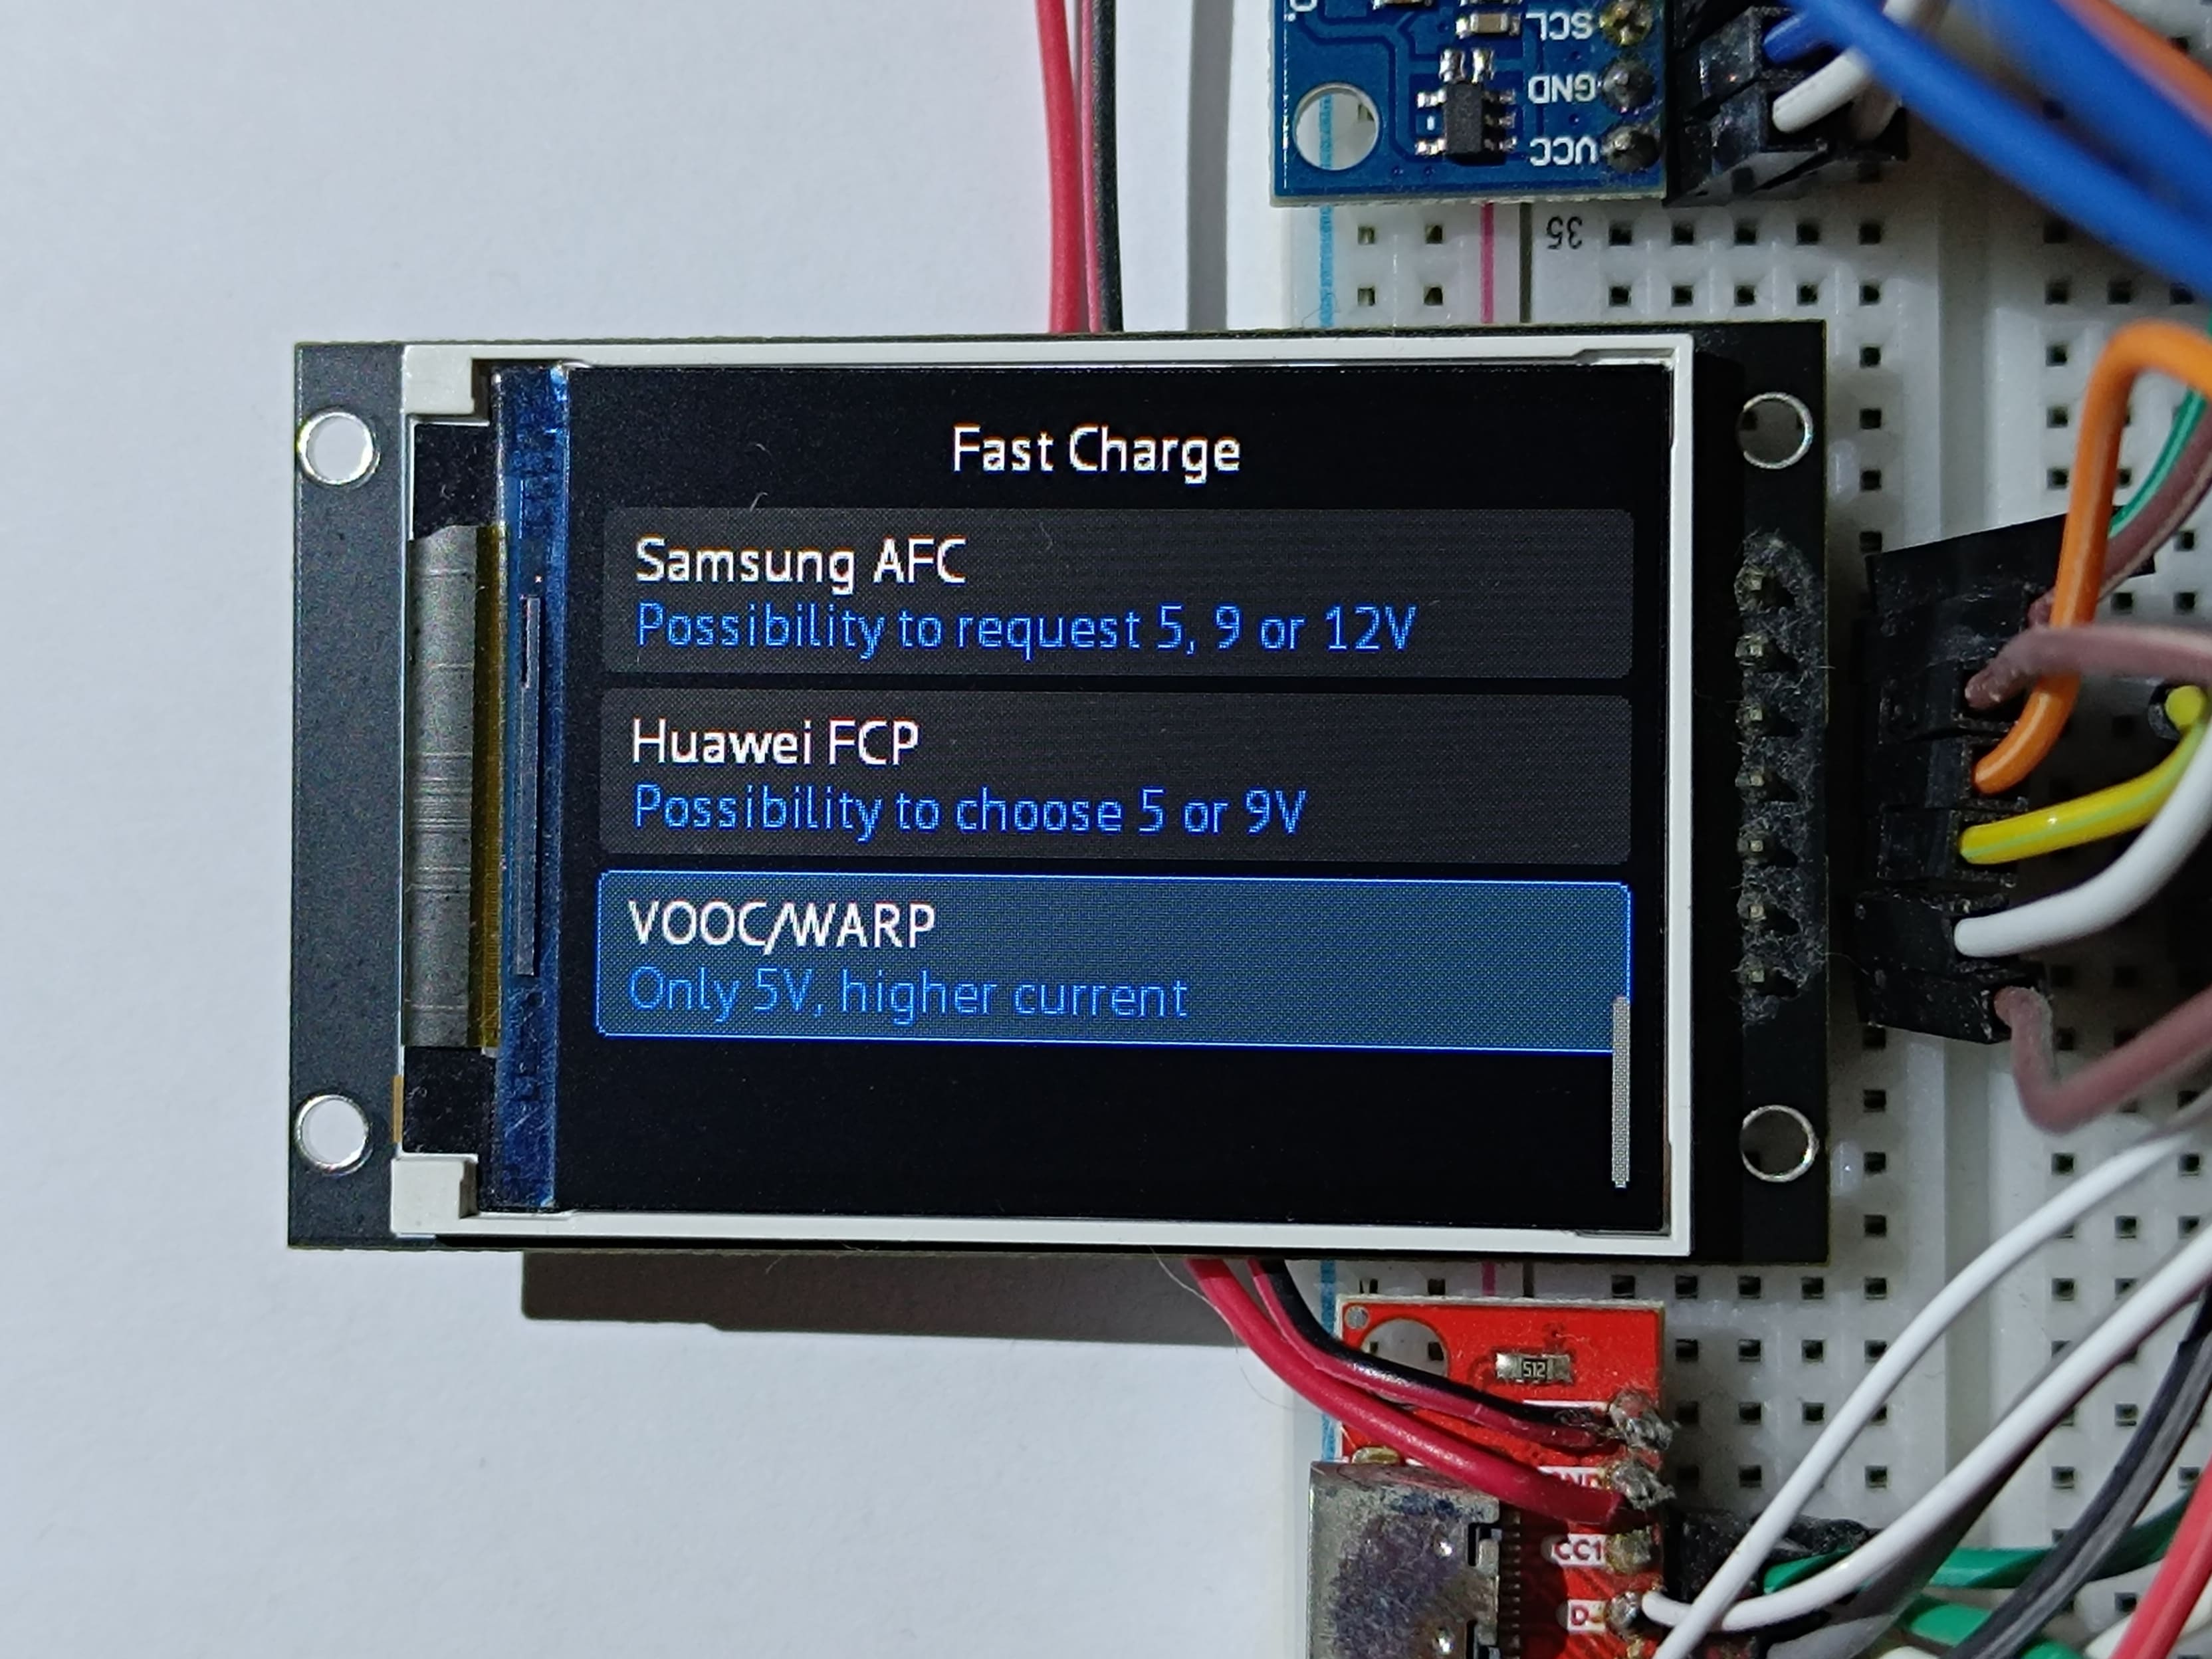 SCL
GND
VCC
35
Fast Charge
Samsung AFC
Possibility to request 5, 9 or 12V
Huawei FCP
Possibility to choose 5 or 9V
VOOC/WARP
Only 5V, higher current
512
CC1